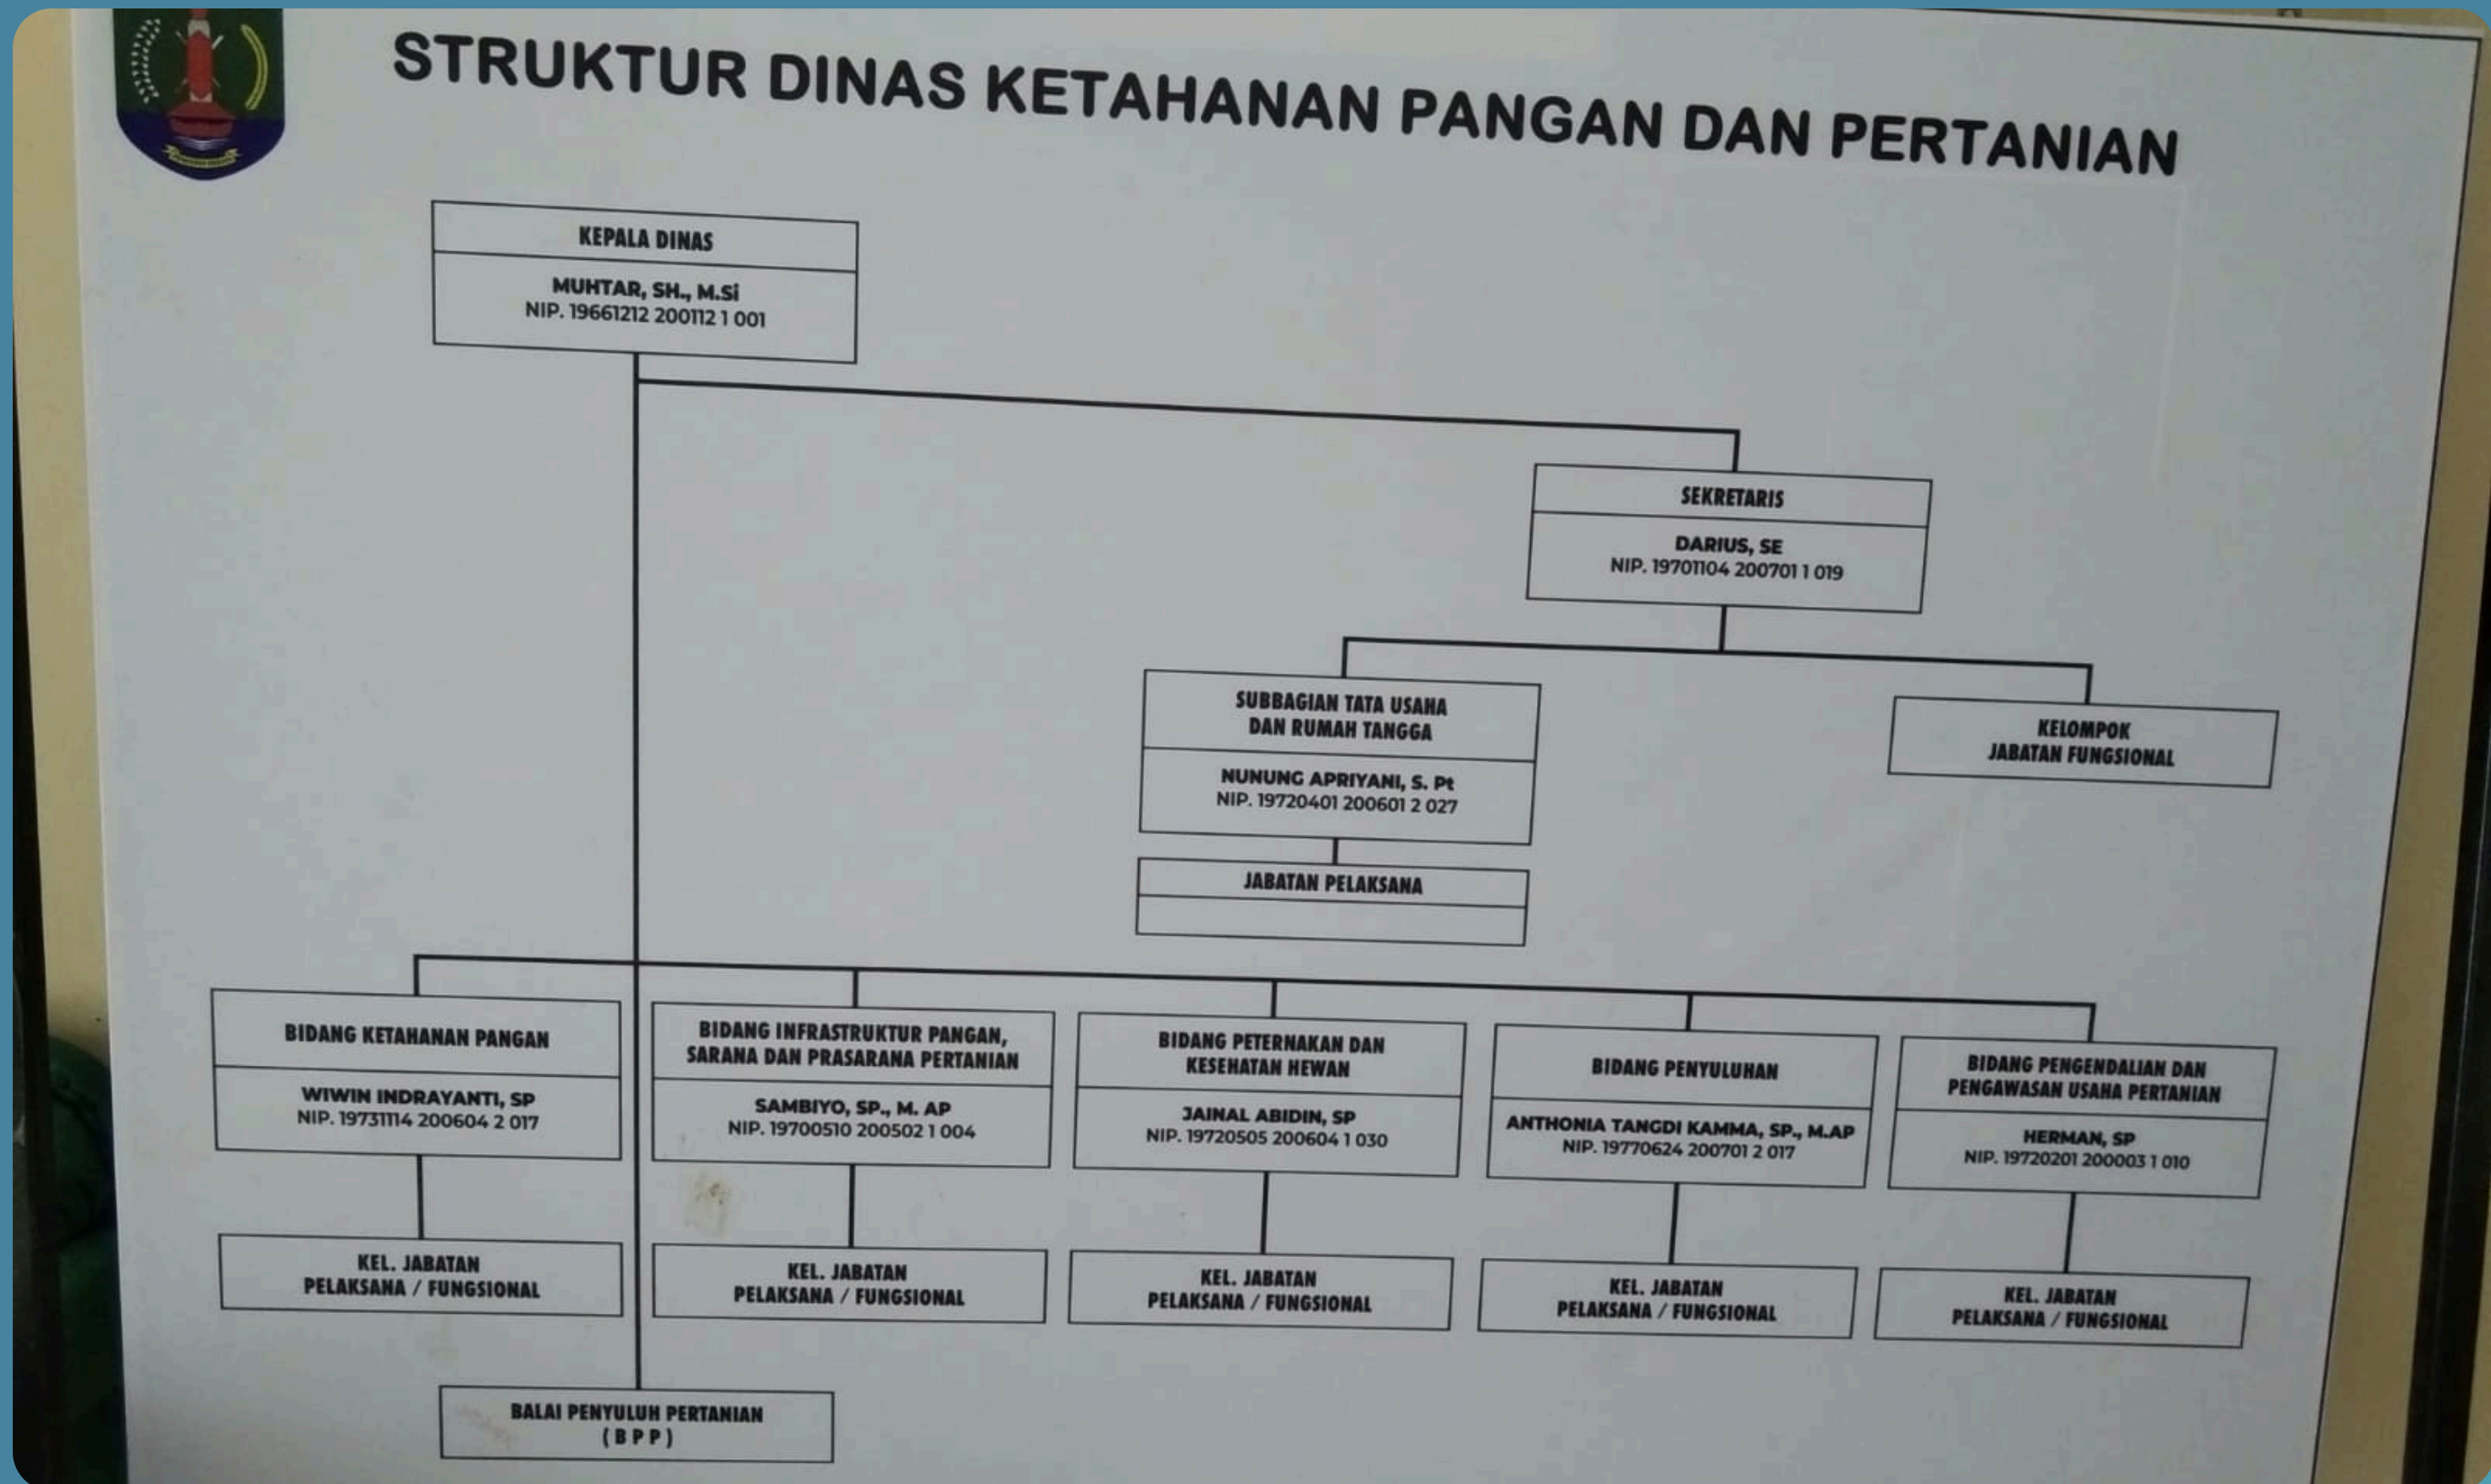 STRUKTUR DINAS KETAHANAN PANGAN DAN PERTANIAN
KEPALA DINAS
MUHTAR, SH., M.Si
NIP. 19661212 200112 1 001
SEKRETARIS
DARIUS, SE
NIP. 19701104 200701 1 019
SUBBAGIAN TATA USAHA
DAN RUMAH TANGGA
NUNUNG APRIYANI, S. Pt
NIP. 19720401 200601 2 027
KELOMPOK
JABATAN FUNGSIONAL
JABATAN PELAKSANA
BIDANG KETAHANAN PANGAN
WIWIN INDRAYANTI, SP
NIP. 19731114 200604 2 017
BIDANG INFRASTRUKTUR PANGAN,
SARANA DAN PRASARANA PERTANIAN
SAMBIYO, SP., M. AP
NIP. 19700510 200502 1 004
BIDANG PETERNAKAN DAN
KESEHATAN HEWAN
JAINAL ABIDIN, SP
NIP. 19720505 200604 1 030
BIDANG PENYULUHAN
ANTHONIA TANGDI KAMMA, SP., M.AP
NIP. 19770624 200701 2 017
BIDANG PENGENDALIAN DAN
PENGAWASAN USAHA PERTANIAN
HERMAN, SP
NIP. 19720201 200003 1 010
KEL. JABATAN
PELAKSANA / FUNGSIONAL
KEL. JABATAN
PELAKSANA / FUNGSIONAL
KEL. JABATAN
PELAKSANA / FUNGSIONAL
KEL. JABATAN
PELAKSANA / FUNGSIONAL
KEL. JABATAN
PELAKSANA / FUNGSIONAL
BALAI PENYULUH PERTANIAN
( B P P )